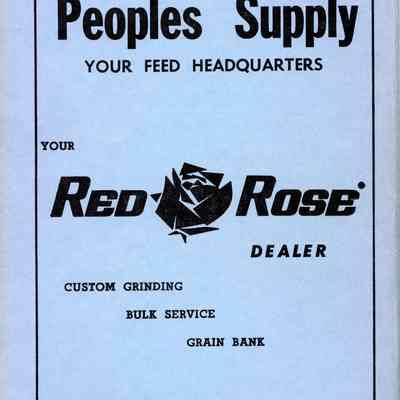 Peoples Supply
YOUR FEED HEADQUARTERS
YOUR
RED ROSE
DEALER
CUSTOM GRINDING
BULK SERVICE
GRAIN BANK